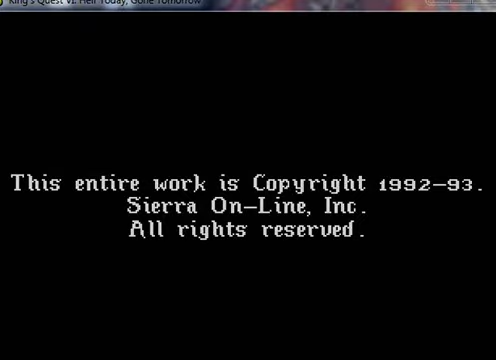 King's Quest VI: Heir Today, Gone Tomorrow
This entire work is Copyright 1992-93.
Sierra On-Line, Inc.
All rights reserved.